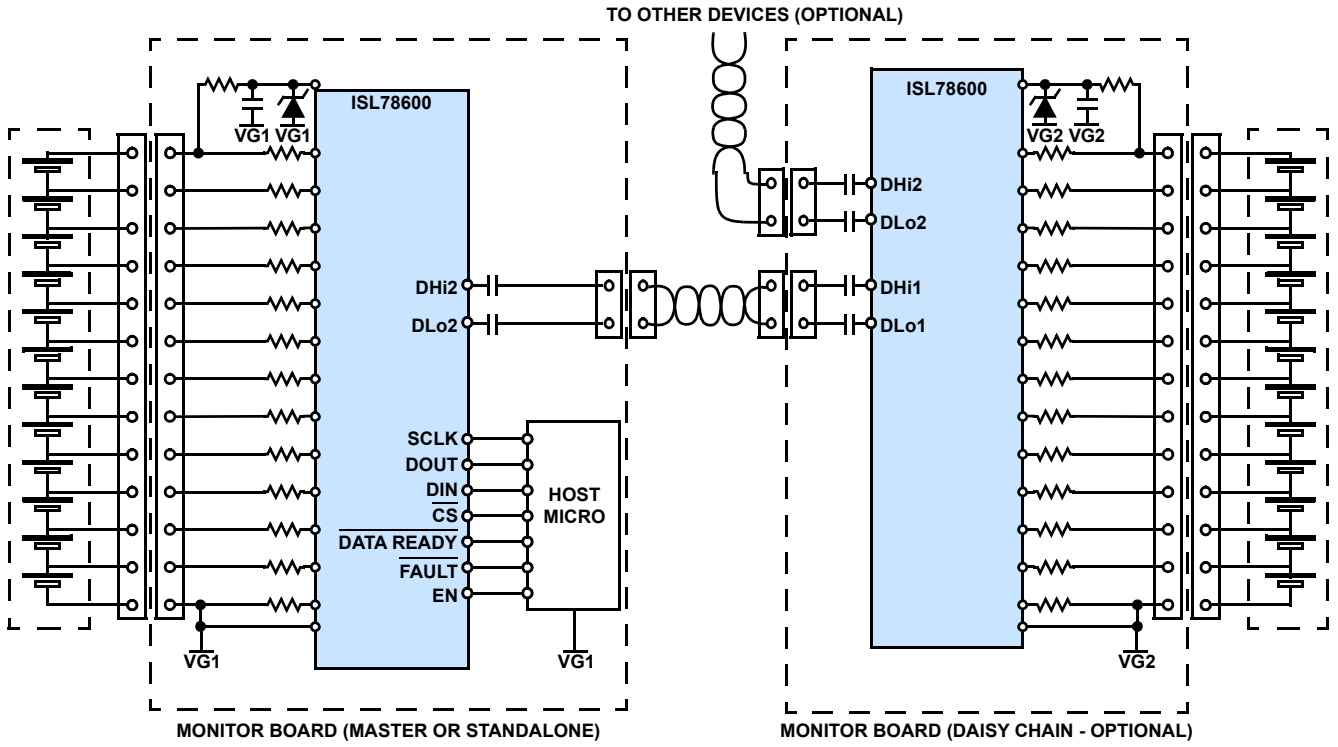 TO OTHER DEVICES (OPTIONAL)
ISL78600
VG1
VG1
DHi2
DLo2
SCLK
DOUT
DIN
CS
DATA READY
FAULT
EN
HOST
MICRO
VG1
VG1
MONITOR BOARD (MASTER OR STANDALONE)
ISL78600
VG2
VG2
DHi2
DLo2
DHi1
DLo1
VG2
MONITOR BOARD (DAISY CHAIN - OPTIONAL)